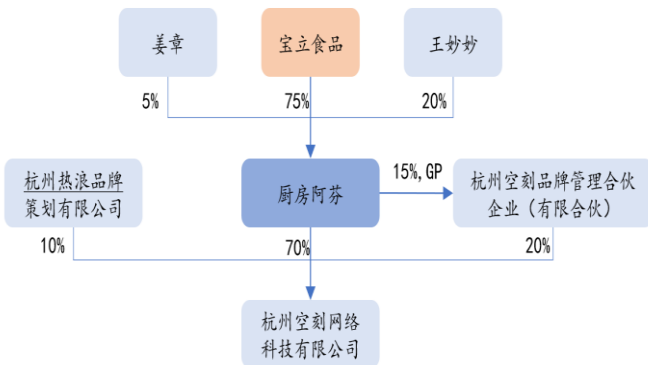 姜章
宝立食品
王妙妙
5%
75%
20%
杭州热浪品牌
策划有限公司
厨房阿芬
15%,GP
杭州空刻品牌管理合伙
企业（有限合伙）
10%
70%
20%
杭州空刻网络
科技有限公司